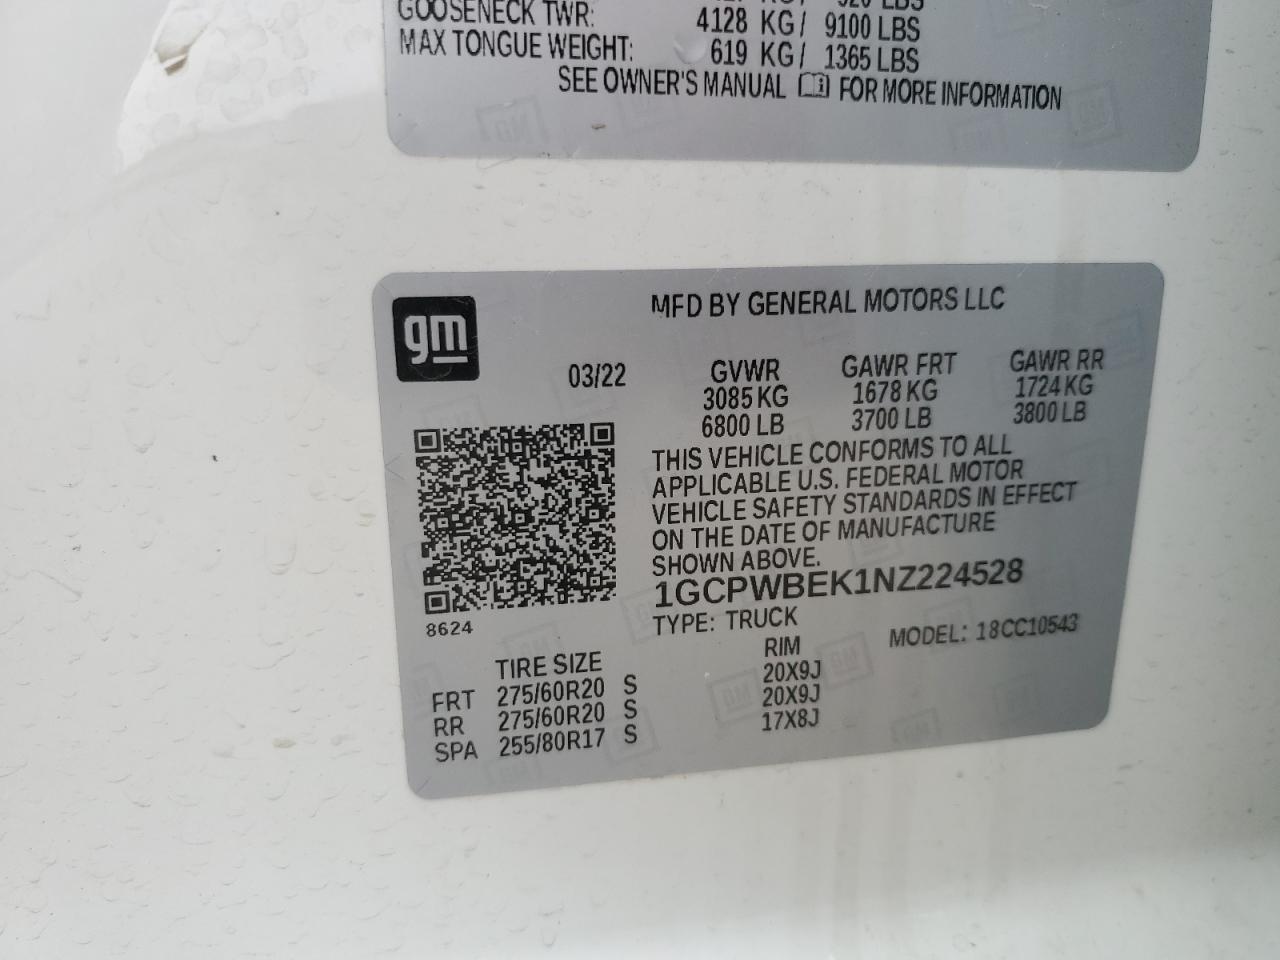 GOOSENECK TWR: 4128 KG/ 9100 LBS
MAX TONGUE WEIGHT: 619 KG/ 1365 LBS
SEE OWNER'S MANUAL FOR MORE INFORMATION
gm
MFD BY GENERAL MOTORS LLC
03/22 GVWR GAWR FRT GAWR RR
3085 KG 1678 KG 1724 KG
6800 LB 3700 LB 3800 LB
THIS VEHICLE CONFORMS TO ALL
APPLICABLE U.S. FEDERAL MOTOR
VEHICLE SAFETY STANDARDS IN EFFECT
ON THE DATE OF MANUFACTURE
SHOWN ABOVE.
1GCPWBEK1NZ224528
TYPE: TRUCK MODEL: 18CC10543
8624
TIRE SIZE RIM
FRT 275/60R20 S 20X9J
RR 275/60R20 S 20X9J
SPA 255/80R17 S 17X8J